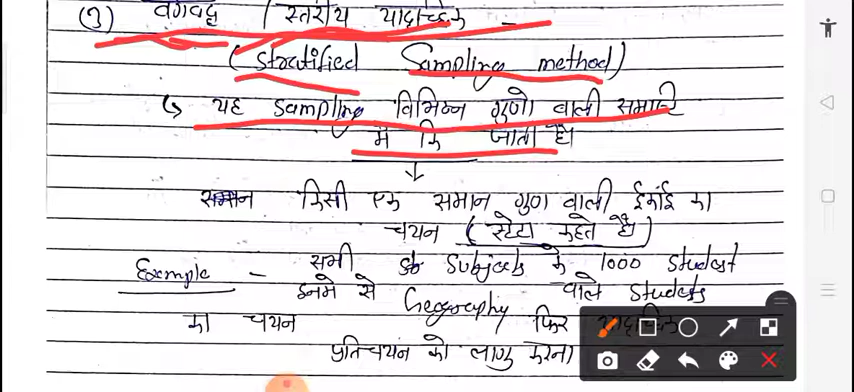 (3) वर्गबद्ध / स्तरीय यादृच्छिक -
(Stratified Sampling method)
↳ यह Sampling विभिन्न गुणो वाली समष्टि
में कि जाती है।
↓
समान किसी एक समान गुण वाली ईकाई का
चयन (स्ट्रेटा कहते है)
Example - सभी Subjects के 1000 Student
इनमे से Geography वाले Students
का चयन फिर यादृच्छिक
प्रतिचयन को लागु करना